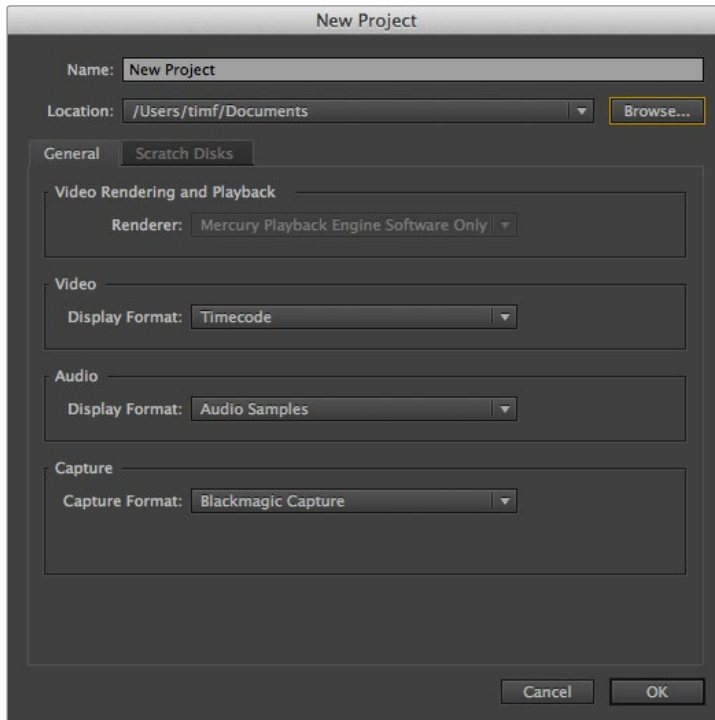 New Project
Name: New Project
Location: /Users/timf/Documents Browse...
General Scratch Disks
Video Rendering and Playback
Renderer: Mercury Playback Engine Software Only
Video
Display Format: Timecode
Audio
Display Format: Audio Samples
Capture
Capture Format: Blackmagic Capture
Cancel OK